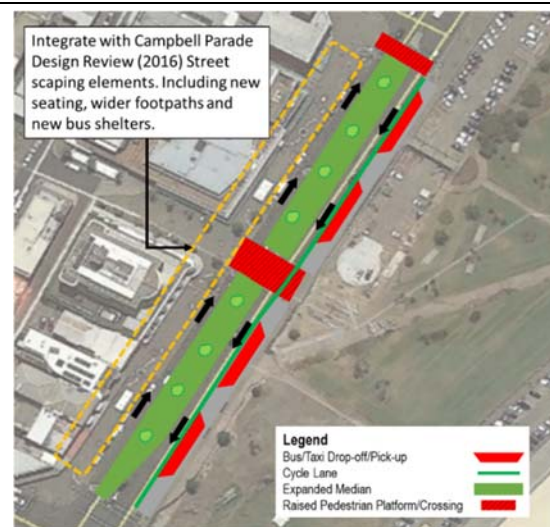 Integrate with Campbell Parade
Design Review (2016) Street
scaping elements. Including new
seating, wider footpaths and
new bus shelters.
Legend
Bus/Taxi Drop-off/Pick-up
Cycle Lane
Expanded Median
Raised Pedestrian Platform/Crossing